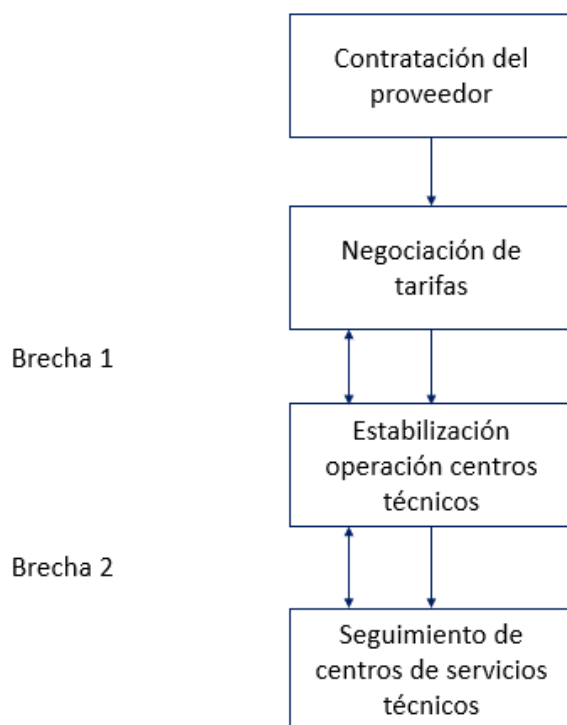 Contratación del
proveedor
Negociación de
tarifas
Brecha 1
Estabilización
operación centros
técnicos
Brecha 2
Seguimiento de
centros de servicios
técnicos